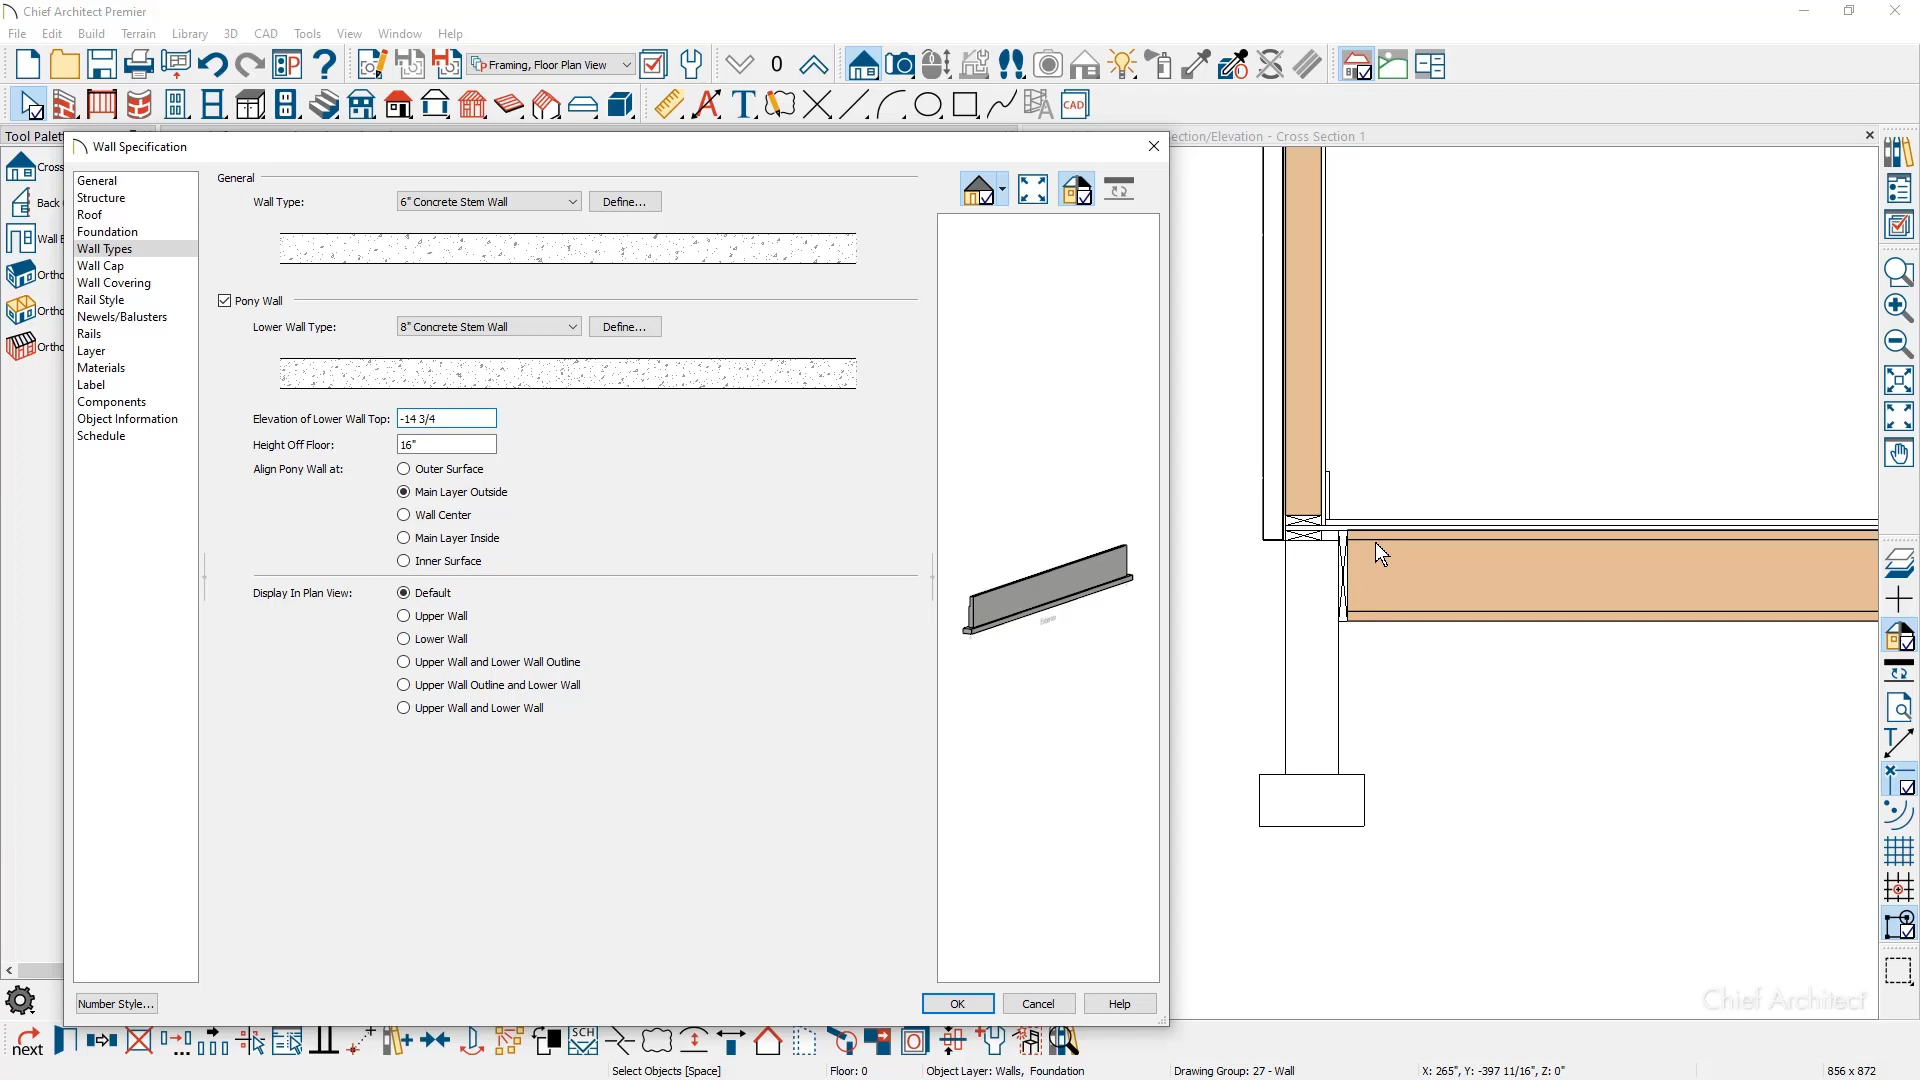 Chief Architect Premier
File Edit Build Terrain Library 3D CAD Tools View Window Help
Framing, Floor Plan View 0
CAD
Tool Palet
ection/Elevation - Cross Section 1
Cross
Back
Wall E
Ortho
Ortho
Ortho
Wall Specification
General
Structure
Roof
Foundation
Wall Types
Wall Cap
Wall Covering
Rail Style
Newels/Balusters
Rails
Layer
Materials
Label
Components
Object Information
Schedule
General
Wall Type: 6" Concrete Stem Wall Define...
Pony Wall
Lower Wall Type: 8" Concrete Stem Wall Define...
Elevation of Lower Wall Top: -14 3/4
Height Off Floor: 16"
Align Pony Wall at: Outer Surface
Main Layer Outside
Wall Center
Main Layer Inside
Inner Surface
Display In Plan View: Default
Upper Wall
Lower Wall
Upper Wall and Lower Wall Outline
Upper Wall Outline and Lower Wall
Upper Wall and Lower Wall
Exterior
Number Style... OK Cancel Help
Chief Architect
next SCH
Select Objects [Space] Floor: 0 Object Layer: Walls, Foundation Drawing Group: 27 - Wall X: 265", Y: -397 11/16", Z: 0" 856 x 872